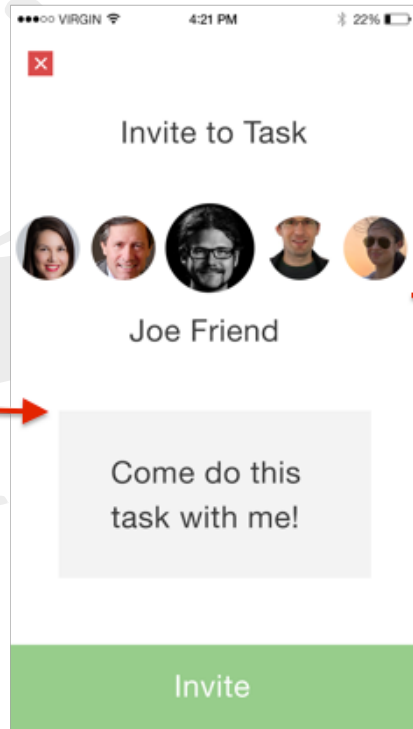 VIRGIN 4:21 PM 22%
Invite to Task
Joe Friend
Come do this
task with me!
Invite